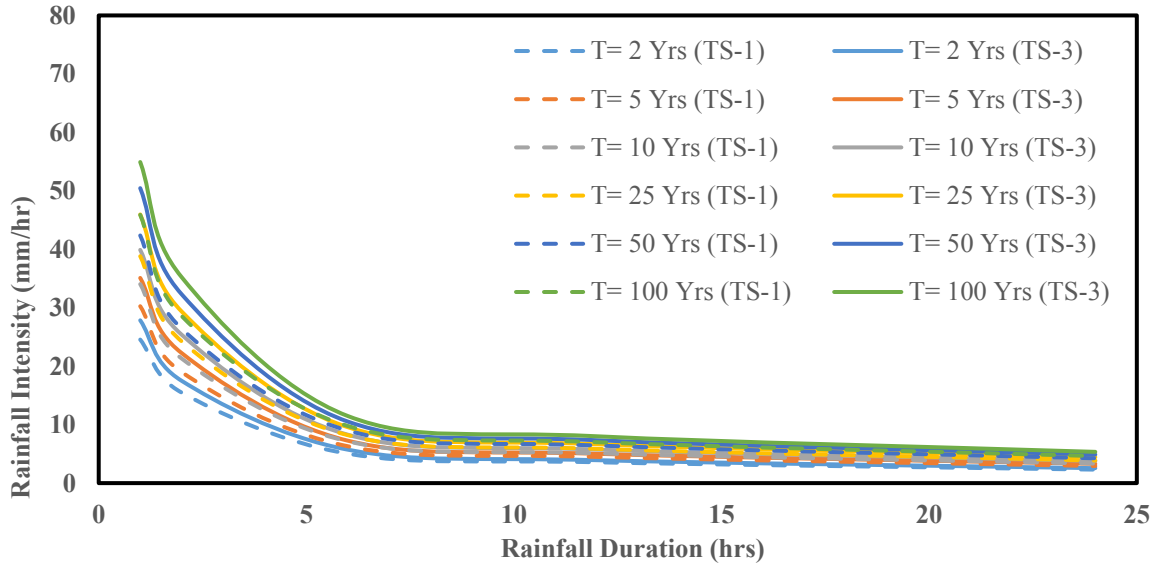 80
70
60
50
40
30
20
10
0
Rainfall Intensity (mm/hr)
T= 2 Yrs (TS-1) T= 2 Yrs (TS-3)
T= 5 Yrs (TS-1) T= 5 Yrs (TS-3)
T= 10 Yrs (TS-1) T= 10 Yrs (TS-3)
T= 25 Yrs (TS-1) T= 25 Yrs (TS-3)
T= 50 Yrs (TS-1) T= 50 Yrs (TS-3)
T= 100 Yrs (TS-1) T= 100 Yrs (TS-3)
0 5 10 15 20 25
Rainfall Duration (hrs)